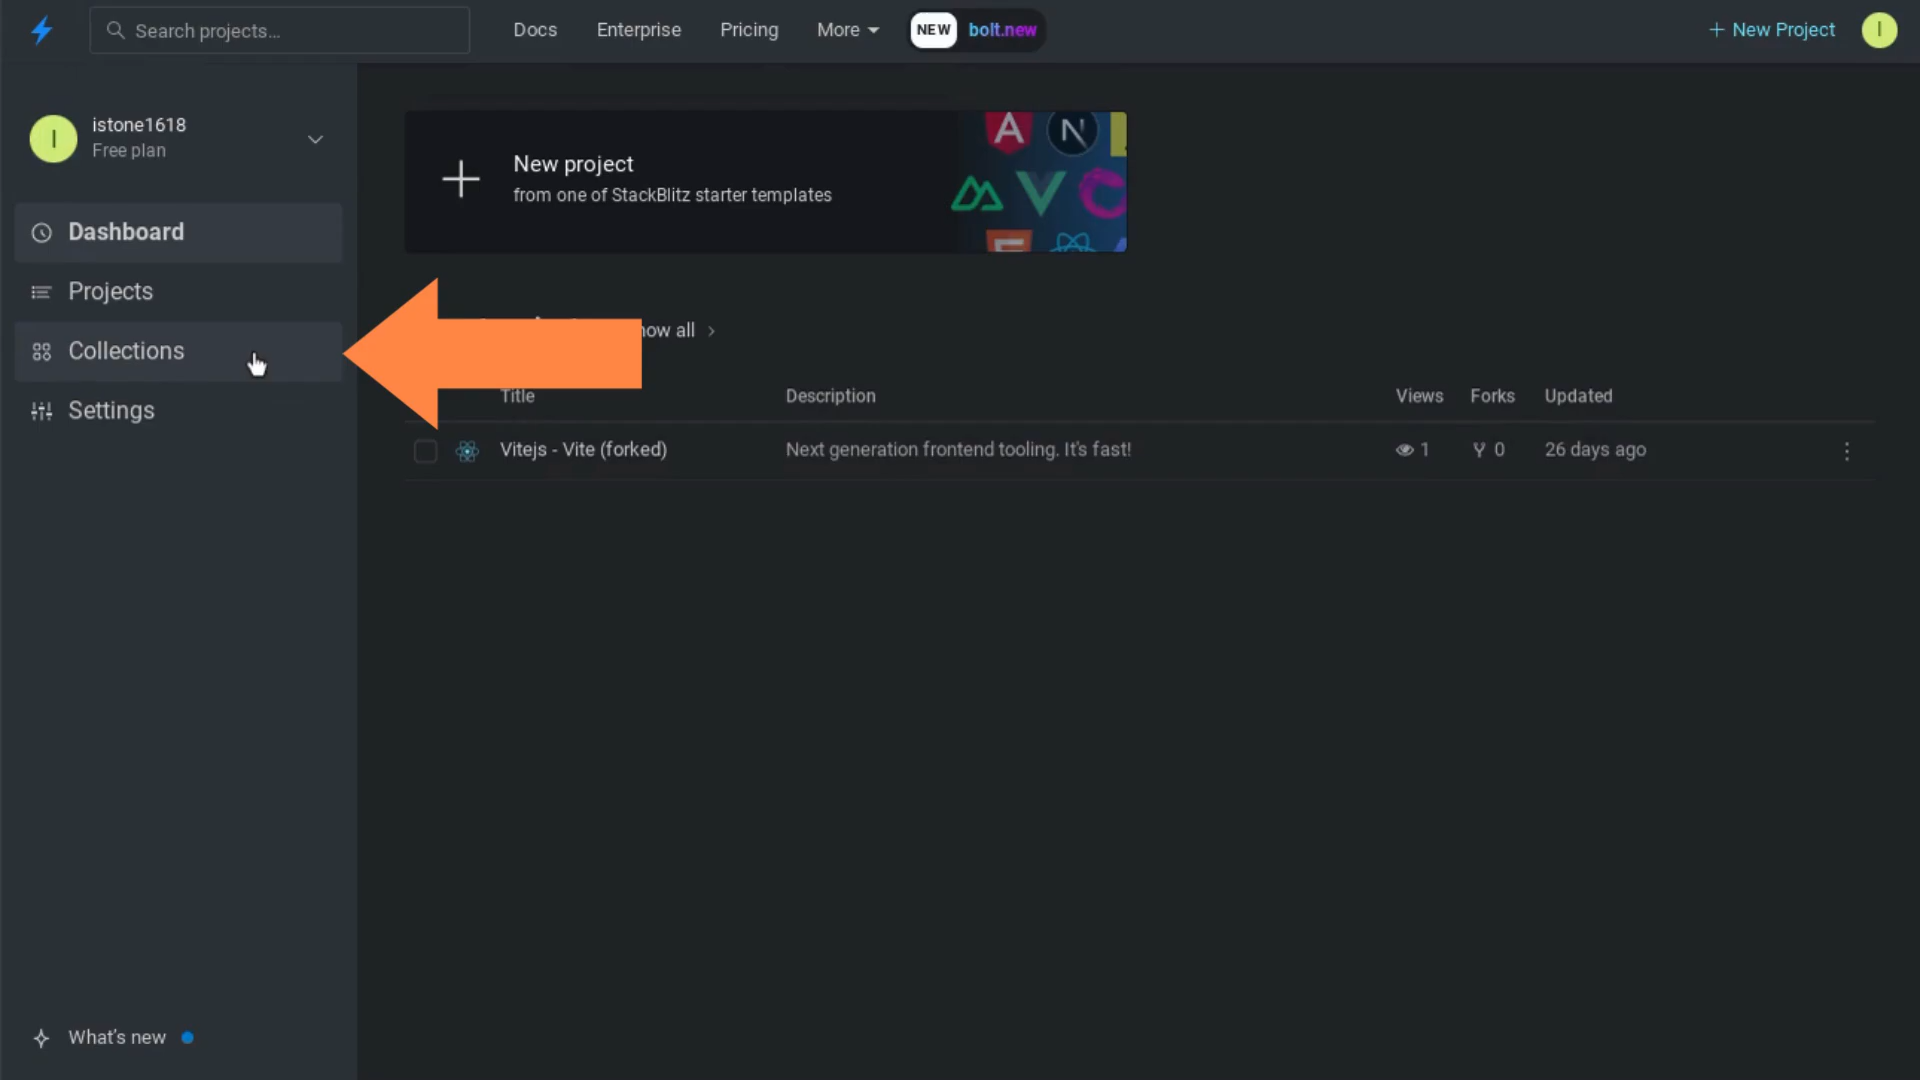 Search projects...
Docs
Enterprise
Pricing
More
NEW bolt.new
+ New Project
I
I
istone1618
Free plan
Dashboard
Projects
Collections
Settings
New project
from one of StackBlitz starter templates
all
Title
Description
Views
Forks
Updated
Vitejs - Vite (forked)
Next generation frontend tooling. It's fast!
1
0
26 days ago
What's new